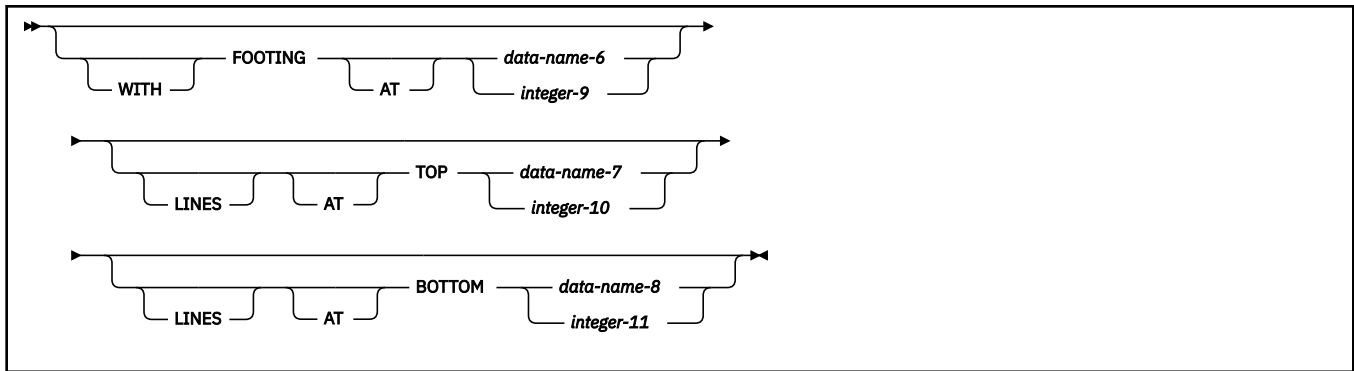 FOOTING data-name-6
WITH AT integer-9
TOP data-name-7
LINES AT integer-10
BOTTOM data-name-8
LINES AT integer-11